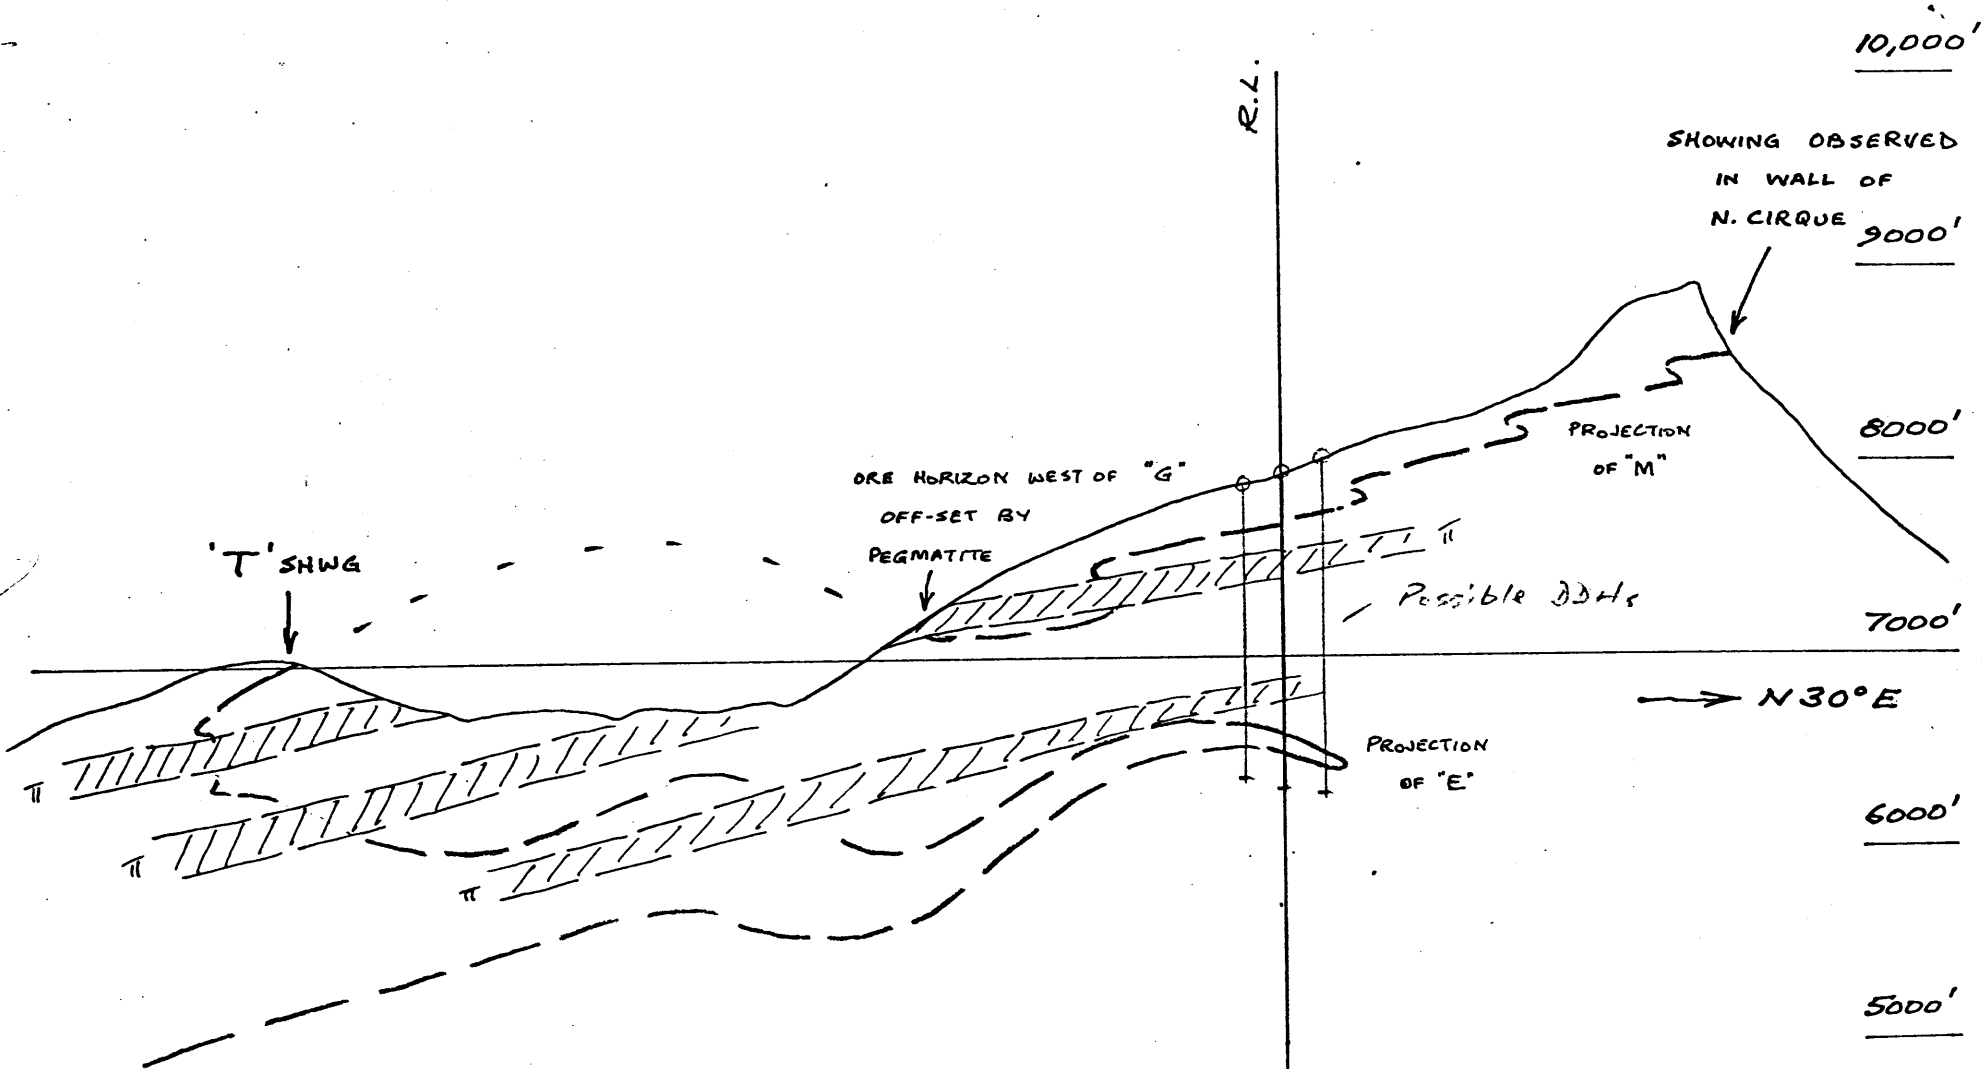 10,000'
R.L.
SHOWING OBSERVED
IN WALL OF
N. CIRQUE
9000'
8000'
PROJECTION
OF "M"
ORE HORIZON WEST OF "G"
OFF-SET BY
PEGMATITE
'T' SHWG
π
Possible DDHs
7000'
→ N30°E
PROJECTION
OF "E"
π
6000'
π
π
5000'